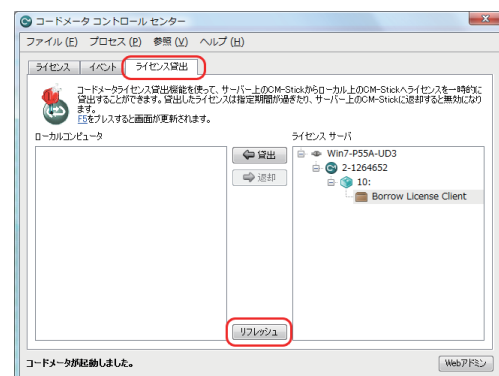 コードメータ コントロール センター
ファイル (F) プロセス (P) 参照 (V) ヘルプ (H)
ライセンス イベント ライセンス貸出
コードメータライセンス貸出機能を使って、サーバー上のCM-Stickからローカル上のCM-Stickへライセンスを一時的に
貸出することができます。貸出したライセンスは指定期間が過ぎたり、サーバー上のCM-Stickに返却すると無効になり
ます。
F5をプレスすると画面が更新されます。
ローカルコンピュータ ライセンス サーバ
貸出 Win7-P55A-UD3
返却 2-1264652
10:
Borrow License Client
リフレッシュ
コードメータが起動しました。 Webアドミン